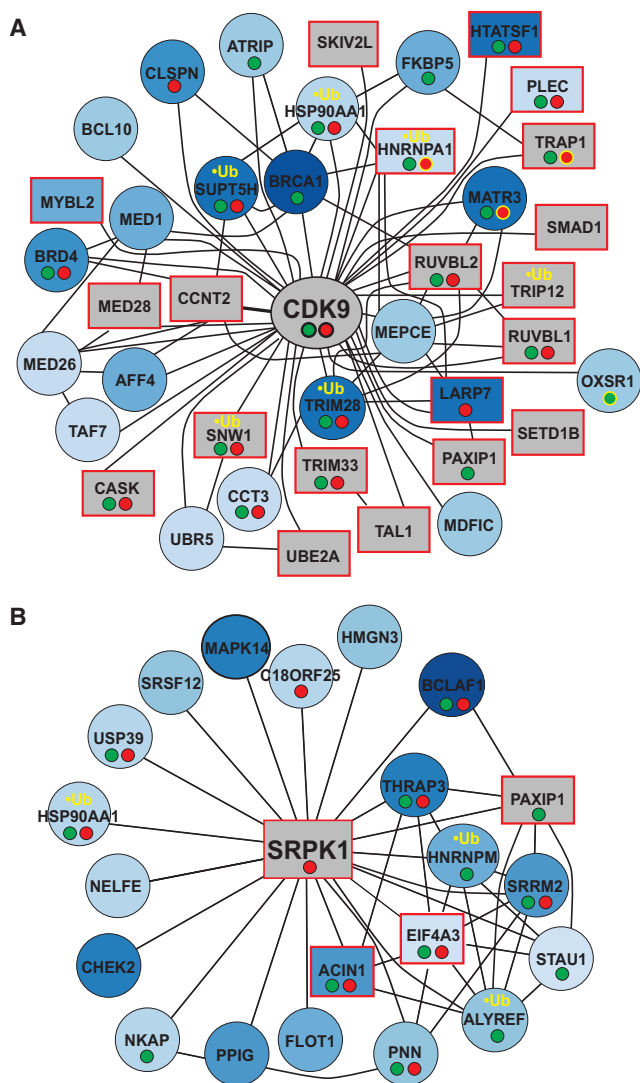 A
HTATSF1
ATRIP
SKIV2L
FKBP5
CLSPN
PLEC
•Ub
HSP90AA1
•Ub
HNRNPA1
TRAP1
BCL10
•Ub
SUPT5H
BRCA1
MYBL2
MED1
MATR3
SMAD1
BRD4
RUVBL2
•Ub
TRIP12
MED28
CCNT2
CDK9
MEPCE
RUVBL1
MED26
AFF4
OXSR1
•Ub
TRIM28
LARP7
TAF7
•Ub
SNW1
SETD1B
TRIM33
PAXIP1
CASK
CCT3
MDFIC
UBR5
UBE2A
TAL1
B
MAPK14
HMGN3
C18ORF25
SRSF12
BCLAF1
USP39
THRAP3
PAXIP1
•Ub
HSP90AA1
SRPK1
•Ub
HNRNPM
SRRM2
NELFE
EIF4A3
STAU1
CHEK2
ACIN1
•Ub
ALYREF
NKAP
PPIG
FLOT1
PNN